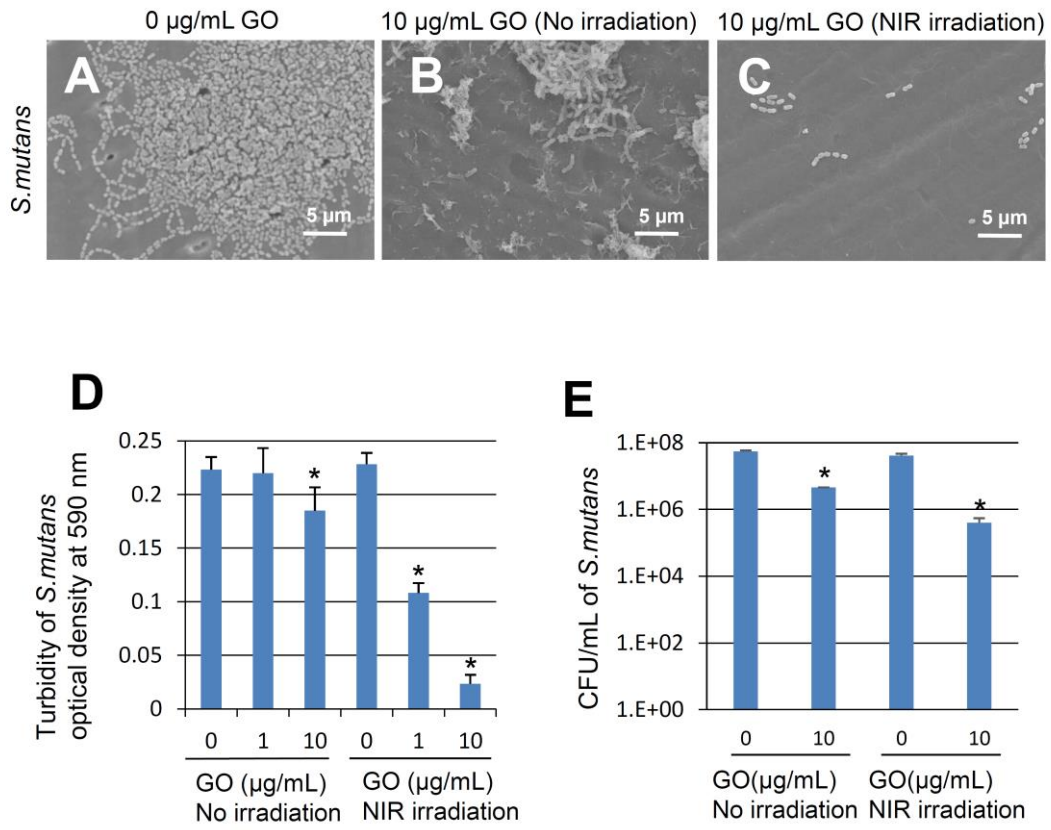 0 µg/mL GO
10 µg/mL GO (No irradiation)
10 µg/mL GO (NIR irradiation)
S.mutans
A
B
C
5 µm
5 µm
5 µm
D
Turbidity of S.mutans
optical density at 590 nm
0.25
0.2
0.15
0.1
0.05
0
*
*
*
0 1 10 0 1 10
GO (µg/mL)
No irradiation
GO (µg/mL)
NIR irradiation
E
CFU/mL of S.mutans
1.E+08
1.E+06
1.E+04
1.E+02
1.E+00
*
*
0 10 0 10
GO(µg/mL)
No irradiation
GO(µg/mL)
NIR irradiation